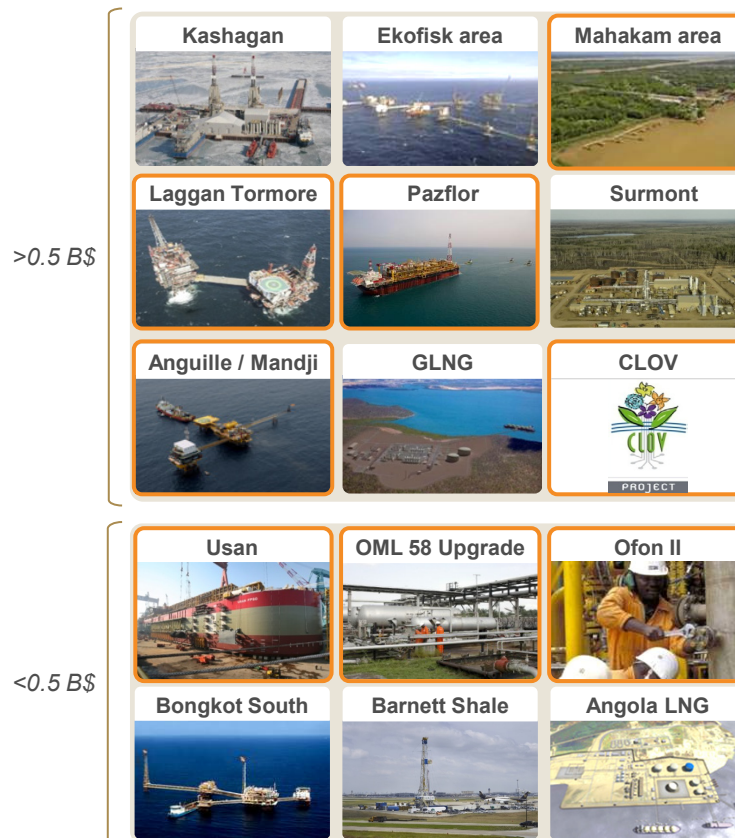 Kashagan
Ekofisk area
Mahakam area
Laggan Tormore
Pazflor
Surmont
>0.5 B$
Anguille / Mandji
GLNG
CLOV
CLOV
PROJECT
Usan
OML 58 Upgrade
Ofon II
<0.5 B$
Bongkot South
Barnett Shale
Angola LNG